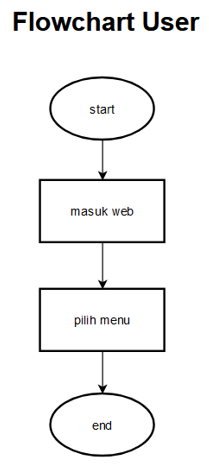 Flowchart User
start
masuk web
pilih menu
end